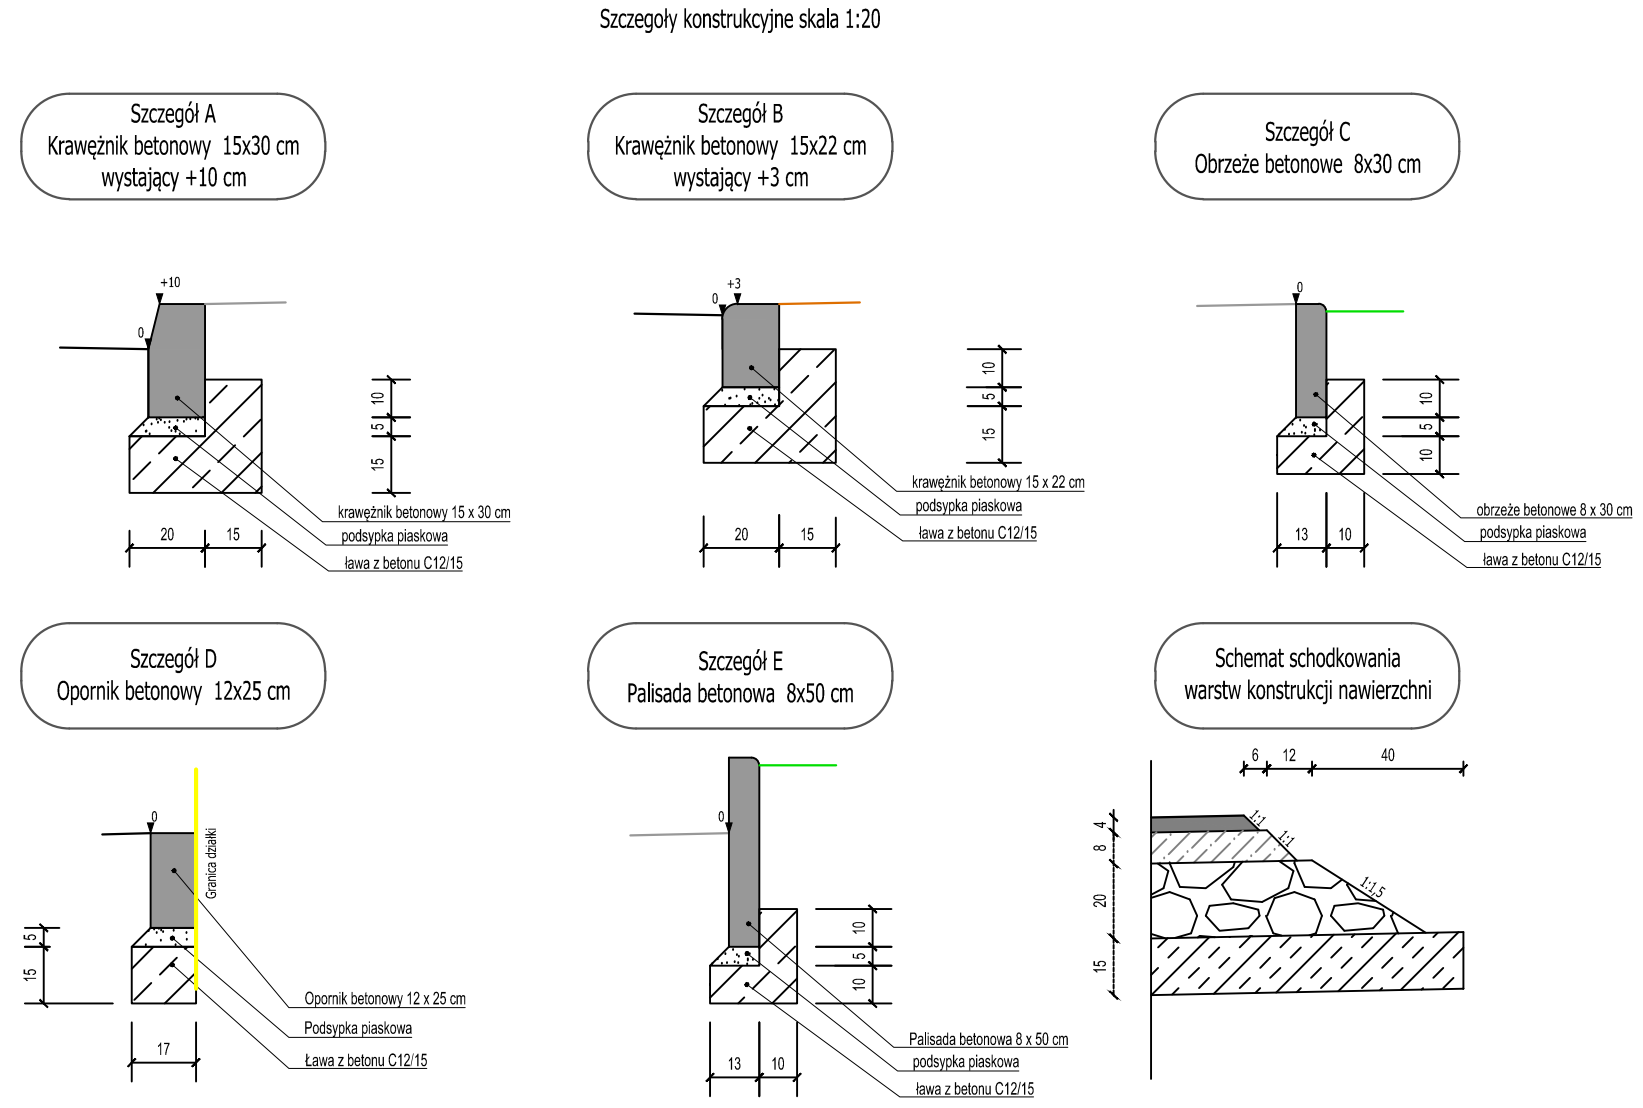 Szczegoły konstrukcyjne skala 1:20
Szczegół A
Krawężnik betonowy 15x30 cm
wystający +10 cm
Szczegół B
Krawężnik betonowy 15x22 cm
wystający +3 cm
Szczegół C
Obrzeże betonowe 8x30 cm
+10
0
10
5
15
20
15
krawężnik betonowy 15 x 30 cm
podsypka piaskowa
ława z betonu C12/15
+3
0
10
5
15
20
15
krawężnik betonowy 15 x 22 cm
podsypka piaskowa
ława z betonu C12/15
0
10
5
10
13
10
obrzeże betonowe 8 x 30 cm
podsypka piaskowa
ława z betonu C12/15
Szczegół D
Opornik betonowy 12x25 cm
Szczegół E
Palisada betonowa 8x50 cm
Schemat schodkowania
warstw konstrukcji nawierzchni
0
Granica działki
5
15
17
Opornik betonowy 12 x 25 cm
Podsypka piaskowa
Ława z betonu C12/15
0
10
5
10
13
10
Palisada betonowa 8 x 50 cm
podsypka piaskowa
ława z betonu C12/15
6
12
40
1:1
1:1
1:1,5
4
8
20
15